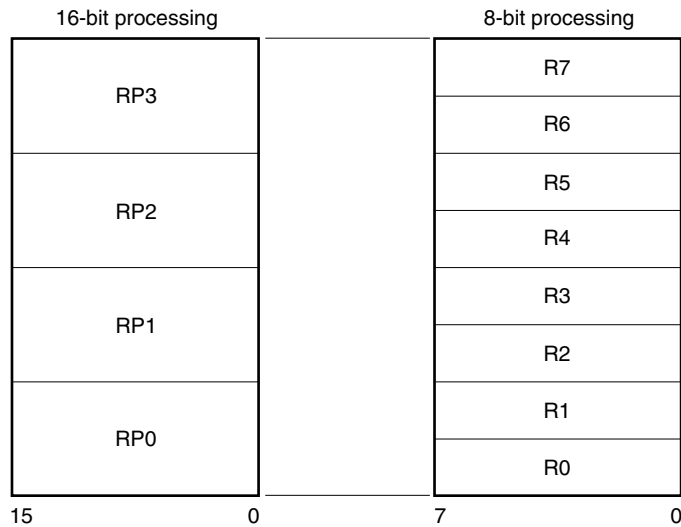 16-bit processing
8-bit processing
RP3
RP2
RP1
RP0
R7
R6
R5
R4
R3
R2
R1
R0
15 0
7 0